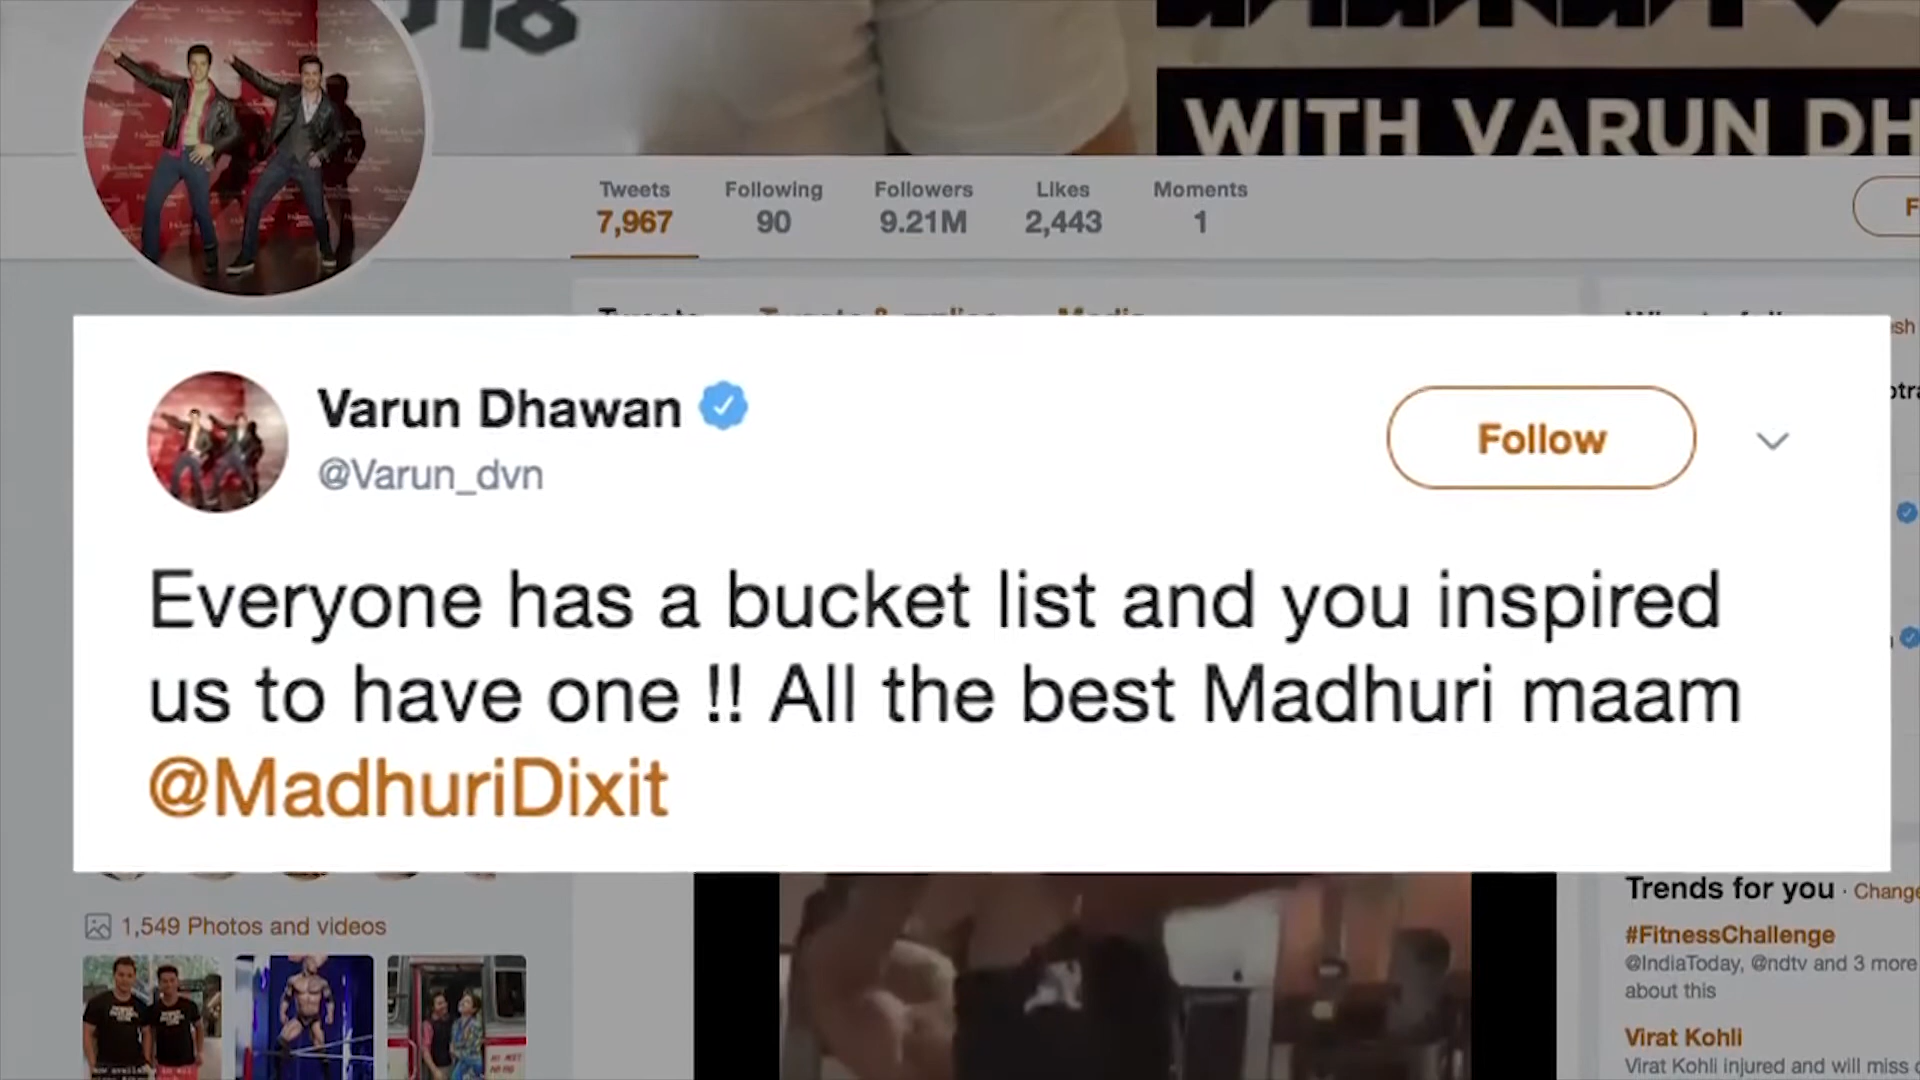 WITH VARUN DH
Tweets Following Followers Likes Moments
7,967 90 9.21M 2,443 1
Varun Dhawan
@Varun_dvn
Follow
Everyone has a bucket list and you inspired
us to have one !! All the best Madhuri maam
@MadhuriDixit
1,549 Photos and videos
Trends for you · Change
#FitnessChallenge
@IndiaToday, @ndtv and 3 more
about this
Virat Kohli
Virat Kohli injured and will miss